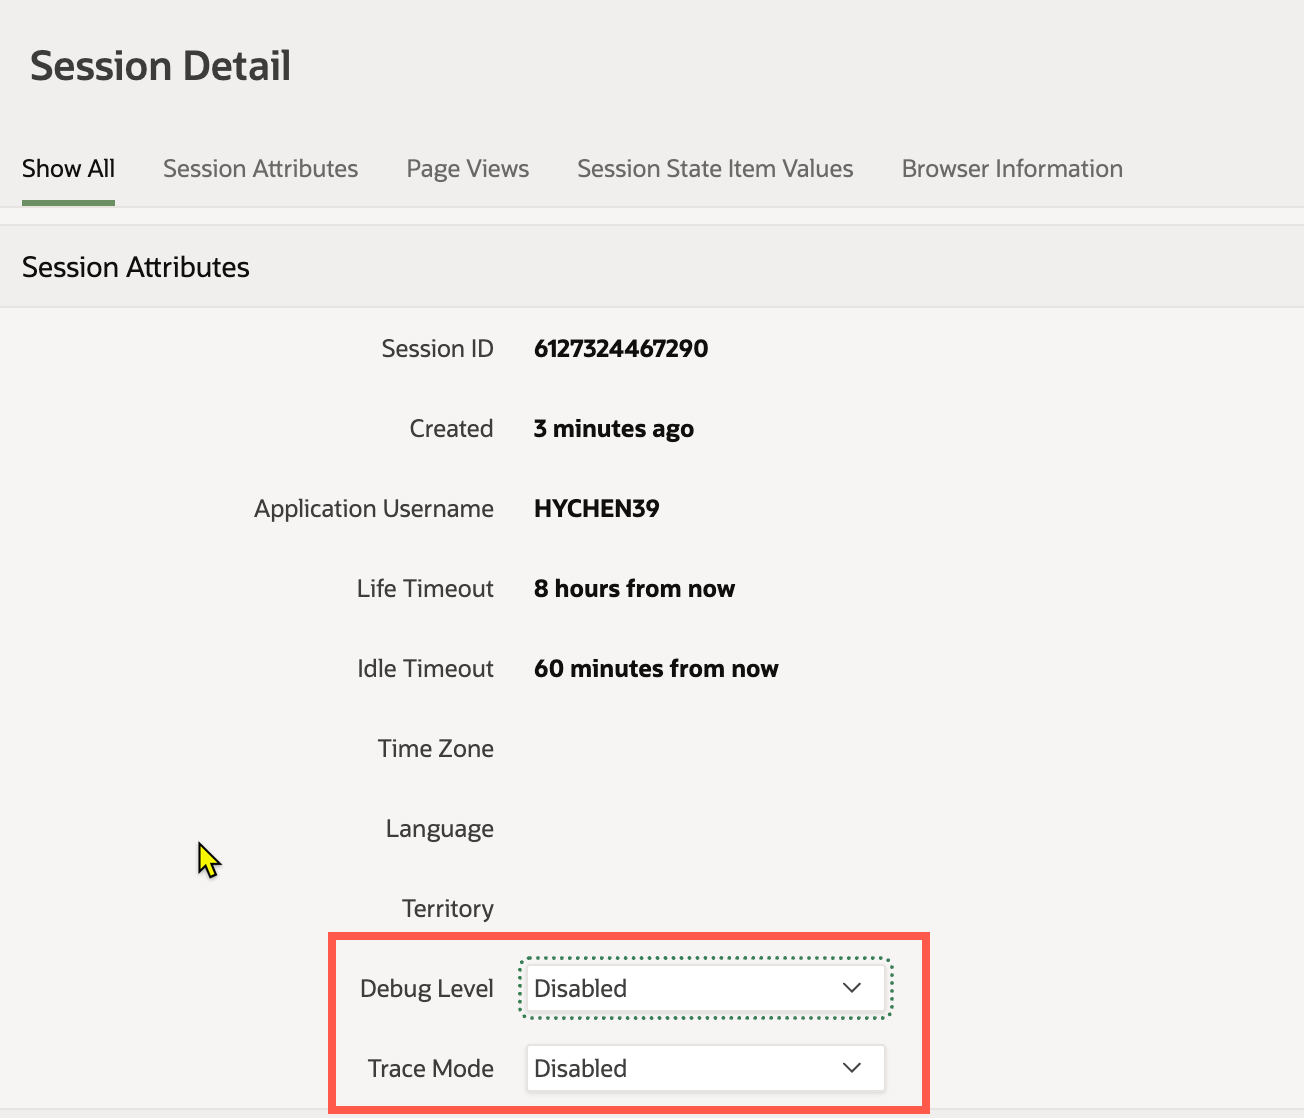 Session Detail
Show All Session Attributes Page Views Session State Item Values Browser Information
Session Attributes
Session ID 6127324467290
Created 3 minutes ago
Application Username HYCHEN39
Life Timeout 8 hours from now
Idle Timeout 60 minutes from now
Time Zone
Language
Territory
Debug Level Disabled
Trace Mode Disabled